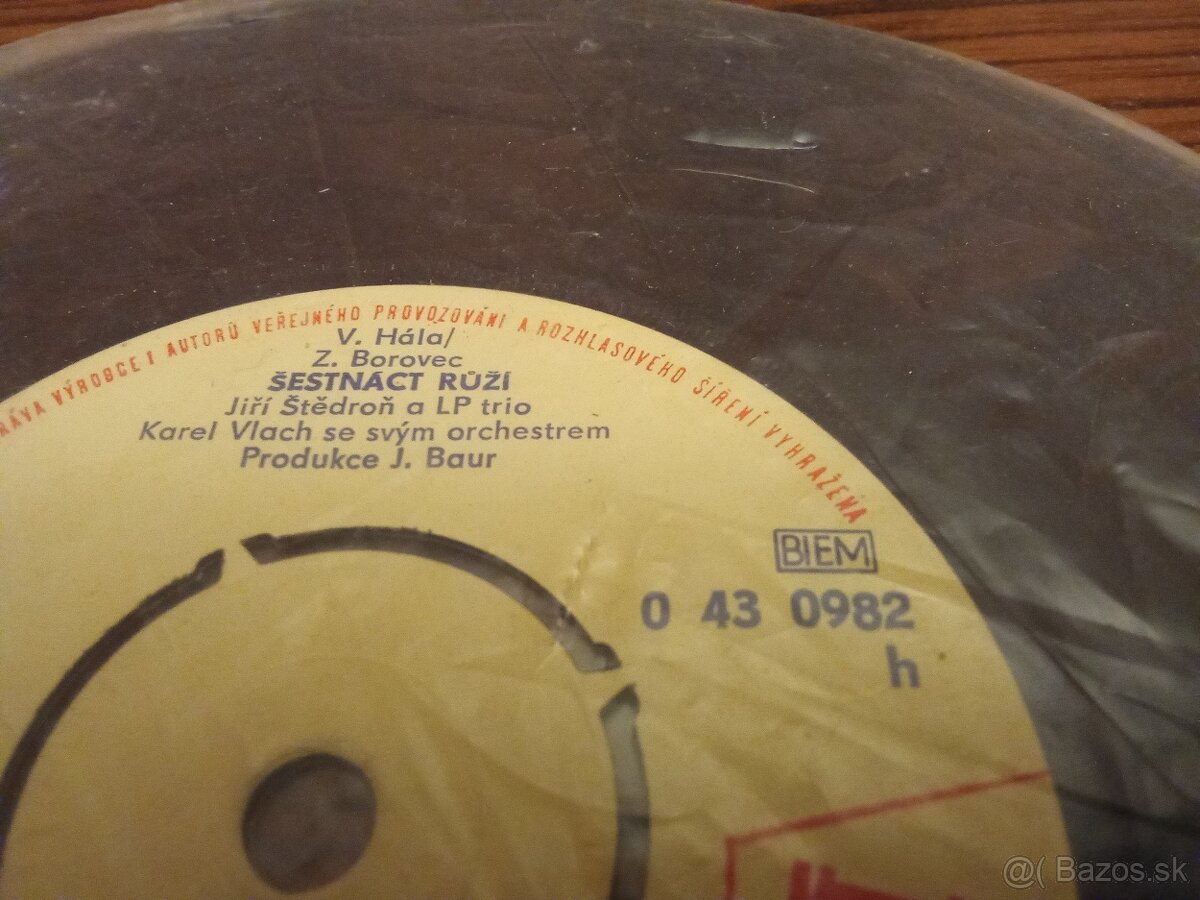 RÁVA VÝROBCE I AUTORŮ VEŘEJNÉHO PROVOZOVÁNÍ A ROZHLASOVÉHO ŠÍŘENÍ VYHRAŽENA
V. Hála/
Z. Borovec
ŠESTNÁCT RŮŽÍ
Jiří Štědroň a LP trio
Karel Vlach se svým orchestrem
Produkce J. Baur
BIEM
0 43 0982
h
@( Bazos.sk